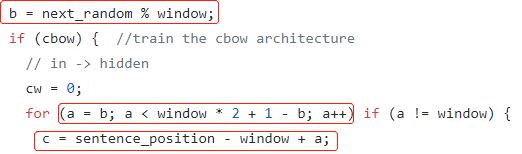 b = next_random % window;
if (cbow) {  //train the cbow architecture
// in -> hidden
cw = 0;
for (a = b; a < window * 2 + 1 - b; a++) if (a != window) {
c = sentence_position - window + a;